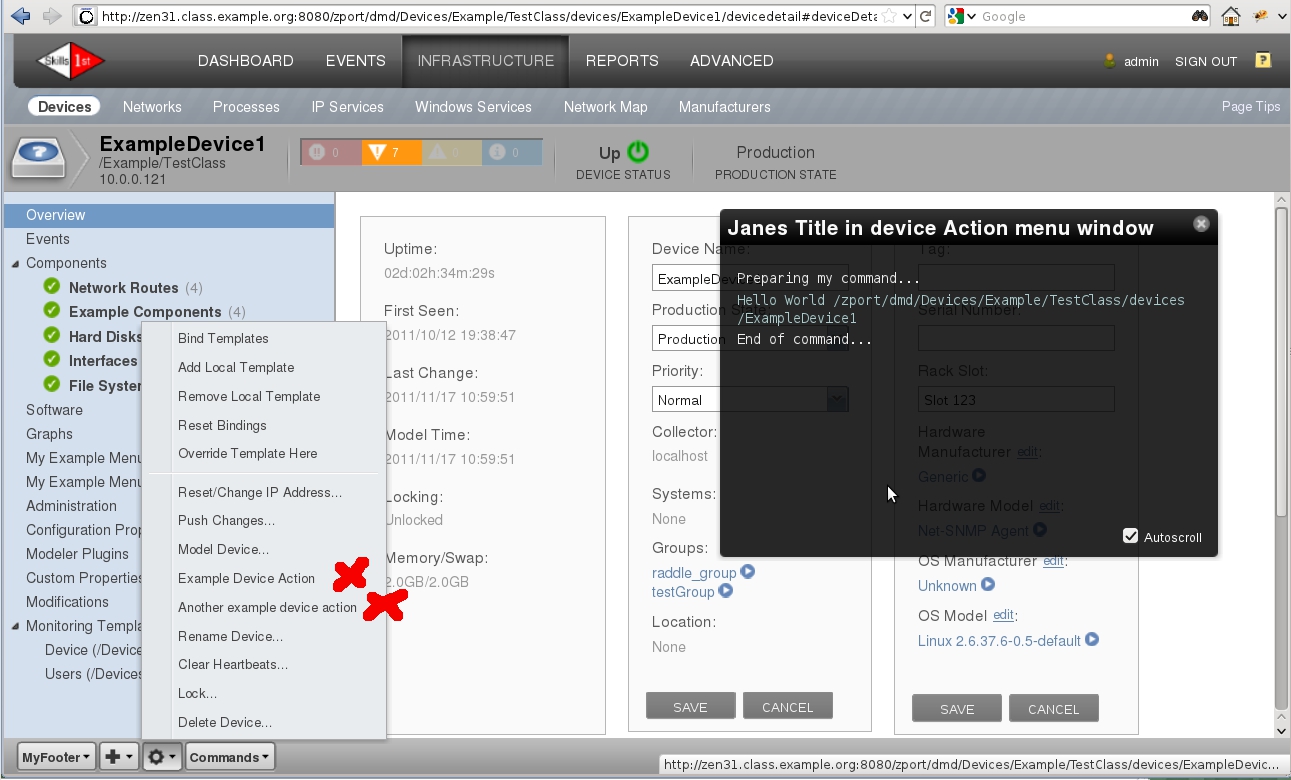 http://zen31.class.example.org:8080/zport/dmd/Devices/Example/TestClass/devices/ExampleDevice1/devicedetail#deviceDeta
Google
Skills 1st
DASHBOARD EVENTS INFRASTRUCTURE REPORTS ADVANCED
admin SIGN OUT ?
Devices Networks Processes IP Services Windows Services Network Map Manufacturers
Page Tips
ExampleDevice1
/Example/TestClass
10.0.0.121
0 7 0 0
Up
DEVICE STATUS
Production
PRODUCTION STATE
Overview
Events
Components
Network Routes (4)
Example Components (4)
Hard Disks
Interfaces
File Syster
Software
Graphs
My Example Menu
My Example Menu
Administration
Configuration Prop
Modeler Plugins
Custom Properties
Modifications
Monitoring Templa
Device (/Device
Users (/Devices
Bind Templates
Add Local Template
Remove Local Template
Reset Bindings
Override Template Here
Reset/Change IP Address...
Push Changes...
Model Device...
Example Device Action
Another example device action
Rename Device...
Clear Heartbeats...
Lock...
Delete Device...
Uptime:
02d:02h:34m:29s
First Seen:
2011/10/12 19:38:47
Last Change:
2011/11/17 10:59:51
Model Time:
2011/11/17 10:59:51
Locking:
Unlocked
Memory/Swap:
2.0GB/2.0GB
Device Name:
ExampleDe
Production State:
Production
Priority:
Normal
Collector:
localhost
Systems:
None
Groups:
raddle_group
testGroup
Location:
None
SAVE CANCEL
Janes Title in device Action menu window
Preparing my command...
Hello World /zport/dmd/Devices/Example/TestClass/devices
/ExampleDevice1
End of command...
Autoscroll
Tag:
Serial Number:
Rack Slot:
Slot 123
Hardware
Manufacturer edit:
Generic
Hardware Model edit:
Net-SNMP Agent
OS Manufacturer edit:
Unknown
OS Model edit:
Linux 2.6.37.6-0.5-default
SAVE CANCEL
MyFooter Commands
http://zen31.class.example.org:8080/zport/dmd/Devices/Example/TestClass/devices/ExampleDevic...